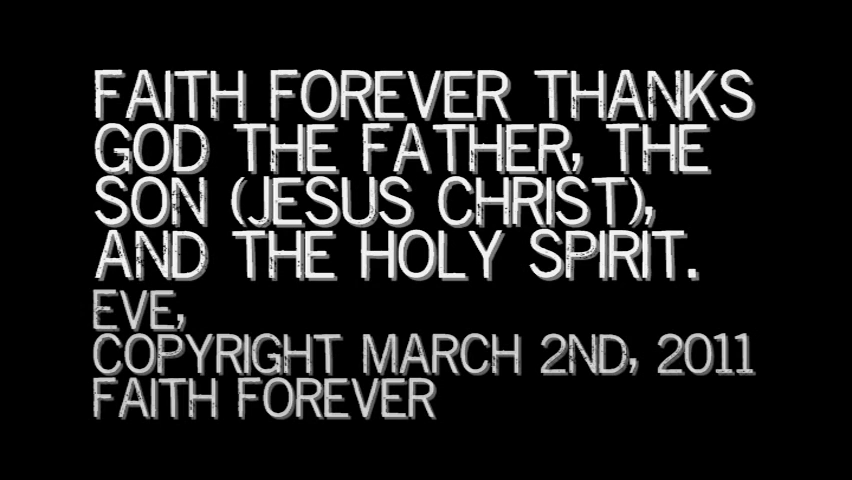 FAITH FOREVER THANKS
GOD THE FATHER, THE
SON (JESUS CHRIST),
AND THE HOLY SPIRIT.
EVE,
COPYRIGHT MARCH 2ND, 2011
FAITH FOREVER